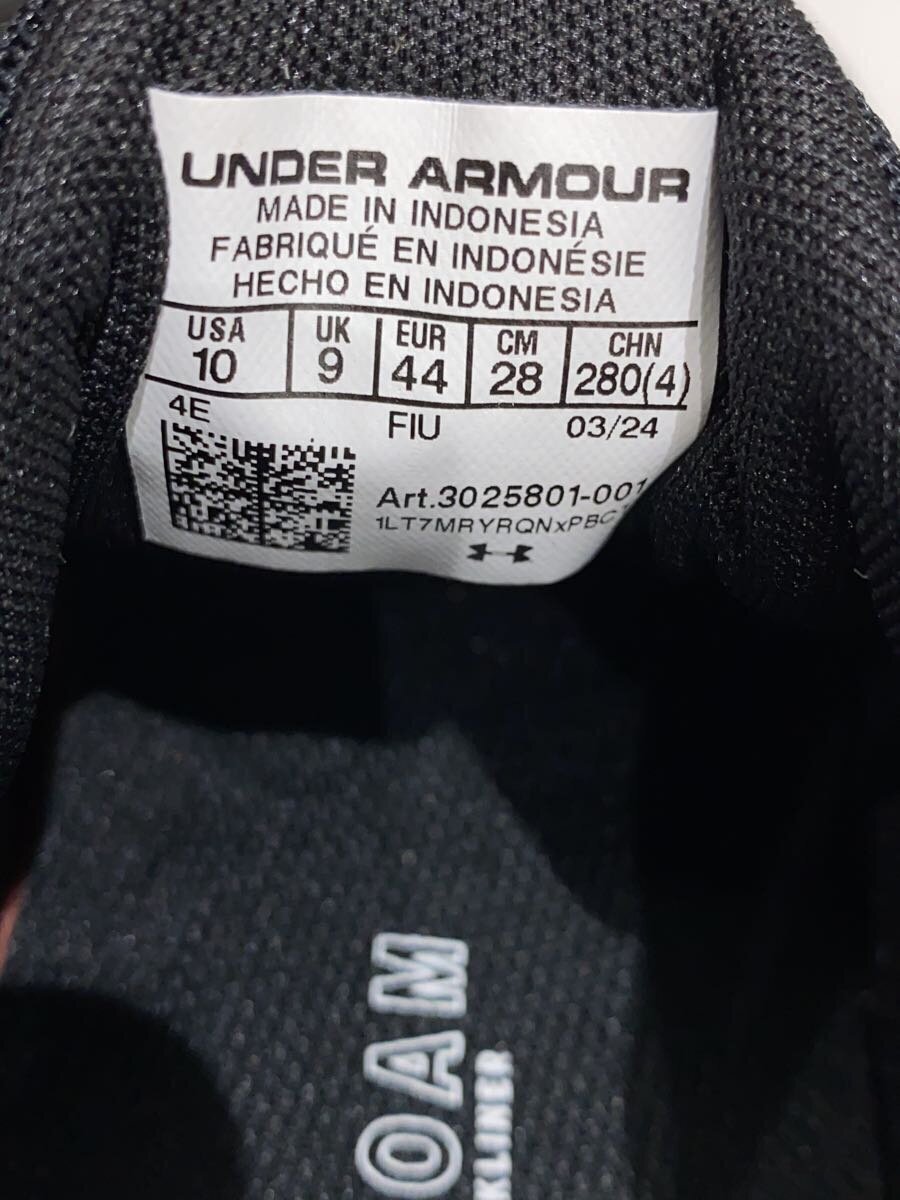 UNDER ARMOUR
MADE IN INDONESIA
FABRIQUÉ EN INDONÉSIE
HECHO EN INDONESIA
USA UK EUR CM CHN
10 9 44 28 280(4)
4E FIU 03/24
Art.3025801-001
OAM
KLINER